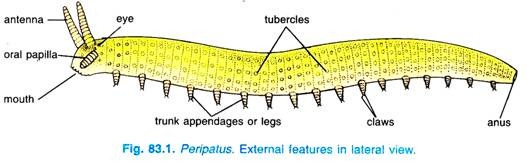 antenna
eye
tubercles
oral papilla
mouth
trunk appendages or legs
claws
anus
Fig. 83.1. Peripatus. External features in lateral view.